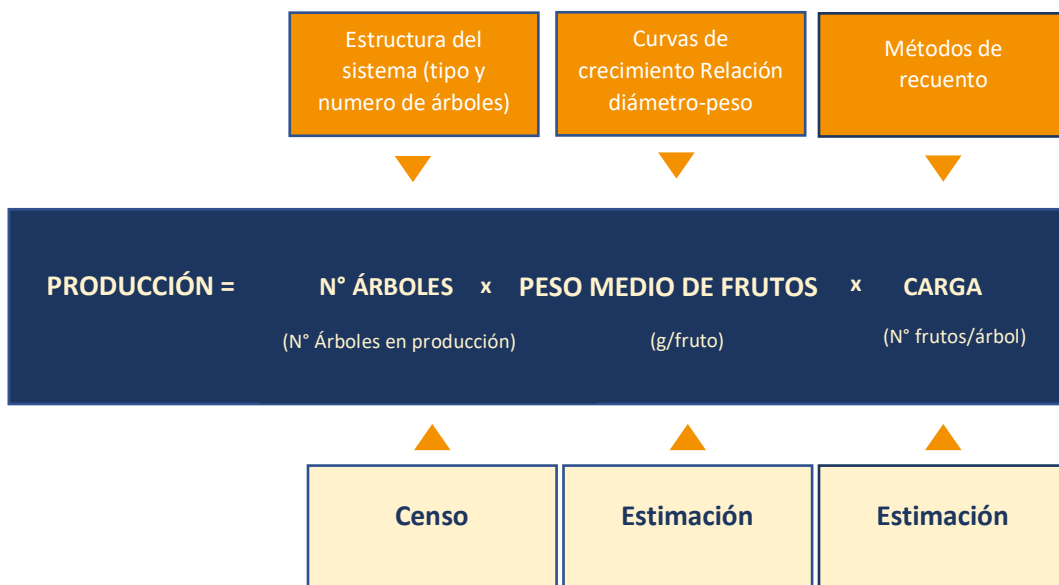 Estructura del
sistema (tipo y
numero de árboles)
Curvas de
crecimiento Relación
diámetro-peso
Métodos de
recuento
PRODUCCIÓN = N° ÁRBOLES x PESO MEDIO DE FRUTOS x CARGA
(N° Árboles en producción) (g/fruto) (N° frutos/árbol)
Censo
Estimación
Estimación